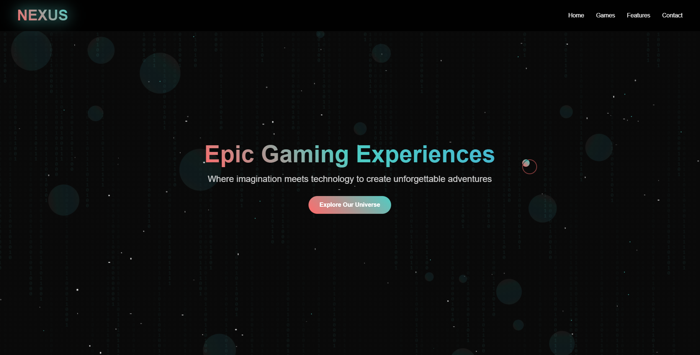 NEXUS
Home Games Features Contact
Epic Gaming Experiences
Where imagination meets technology to create unforgettable adventures
Explore Our Universe